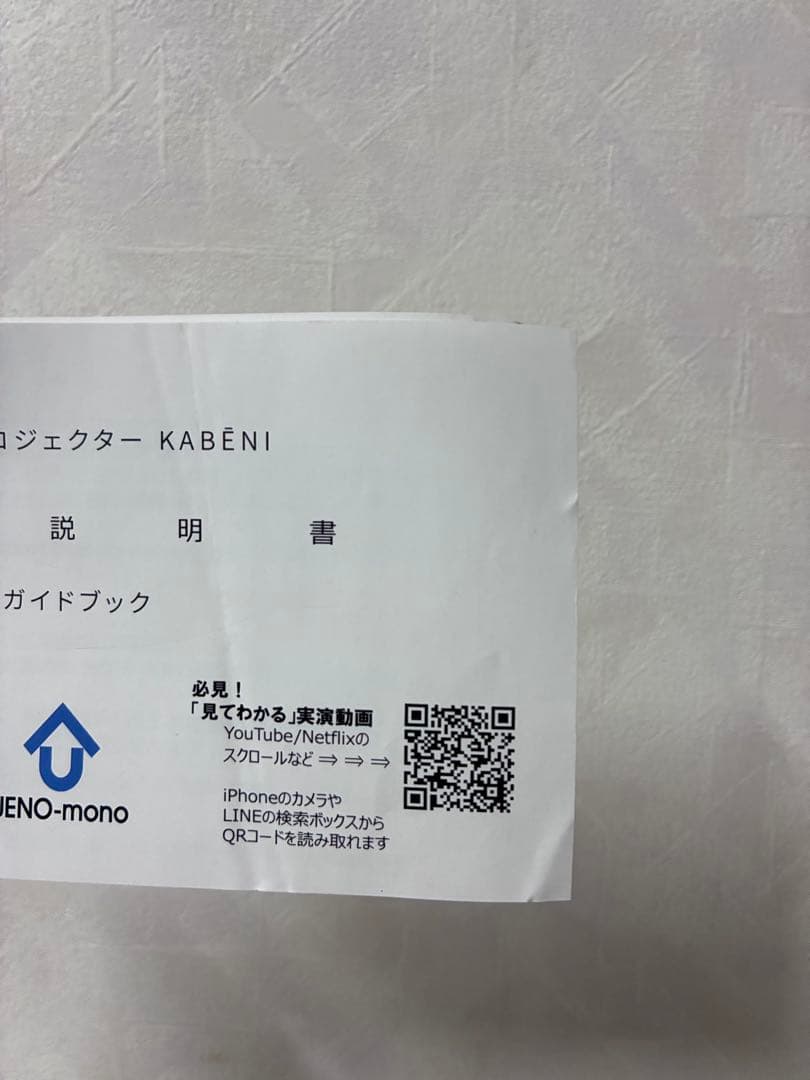 ロジェクター KABĒNI
説 明 書
ガイドブック
必見！
「見てわかる」実演動画
YouTube/Netflixの
スクロールなど ⇒ ⇒ ⇒
iPhoneのカメラや
LINEの検索ボックスから
QRコードを読み取れます
UENO-mono